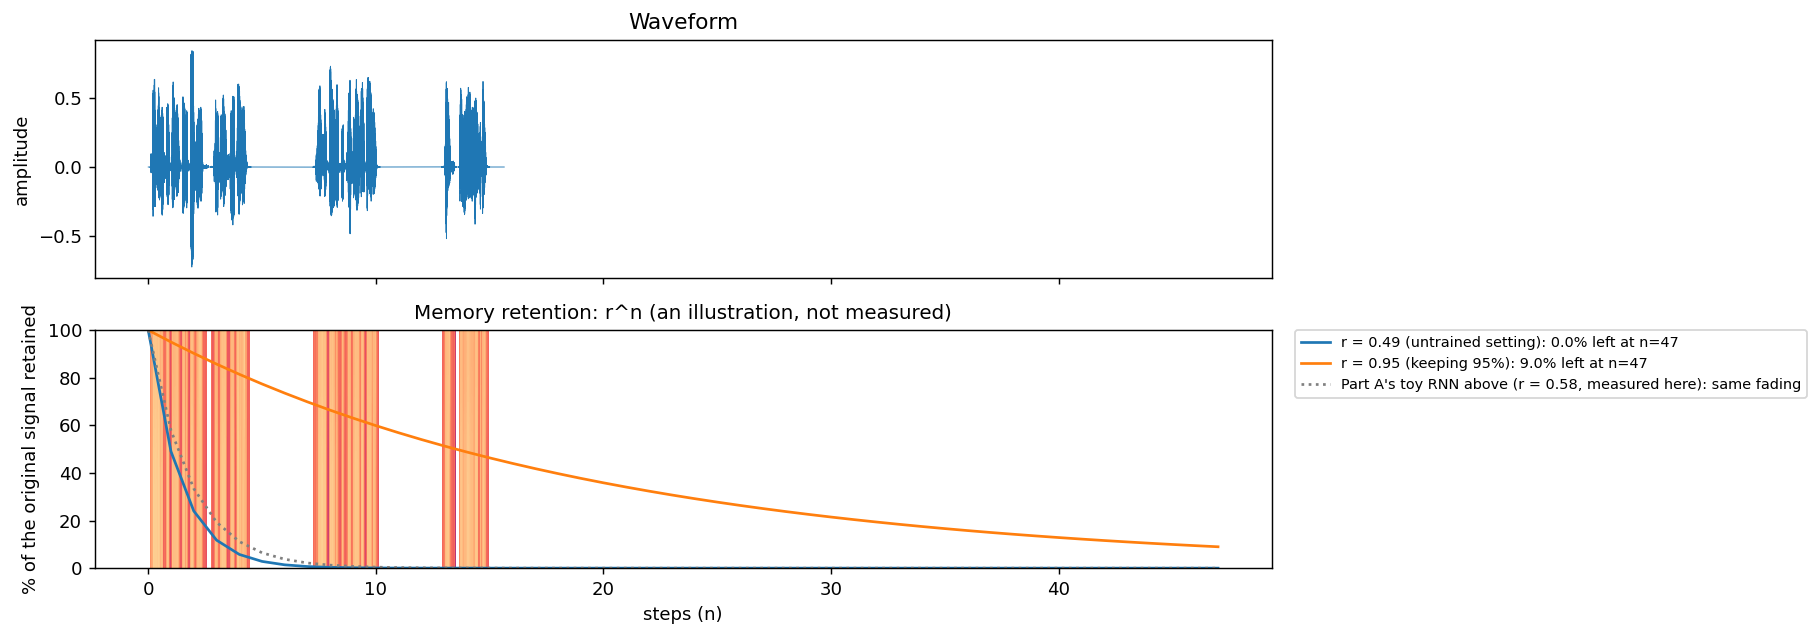 Waveform
amplitude
0.5
0.0
−0.5
Memory retention: r^n (an illustration, not measured)
% of the original signal retained
100
80
60
40
20
0
0 10 20 30 40
steps (n)
r = 0.49 (untrained setting): 0.0% left at n=47
r = 0.95 (keeping 95%): 9.0% left at n=47
Part A's toy RNN above (r = 0.58, measured here): same fading